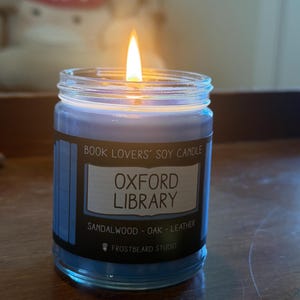 BOOK LOVERS' SOY CANDLE
OXFORD
LIBRARY
SANDALWOOD - OAK - LEATHER
FROSTBEARD STUDIO